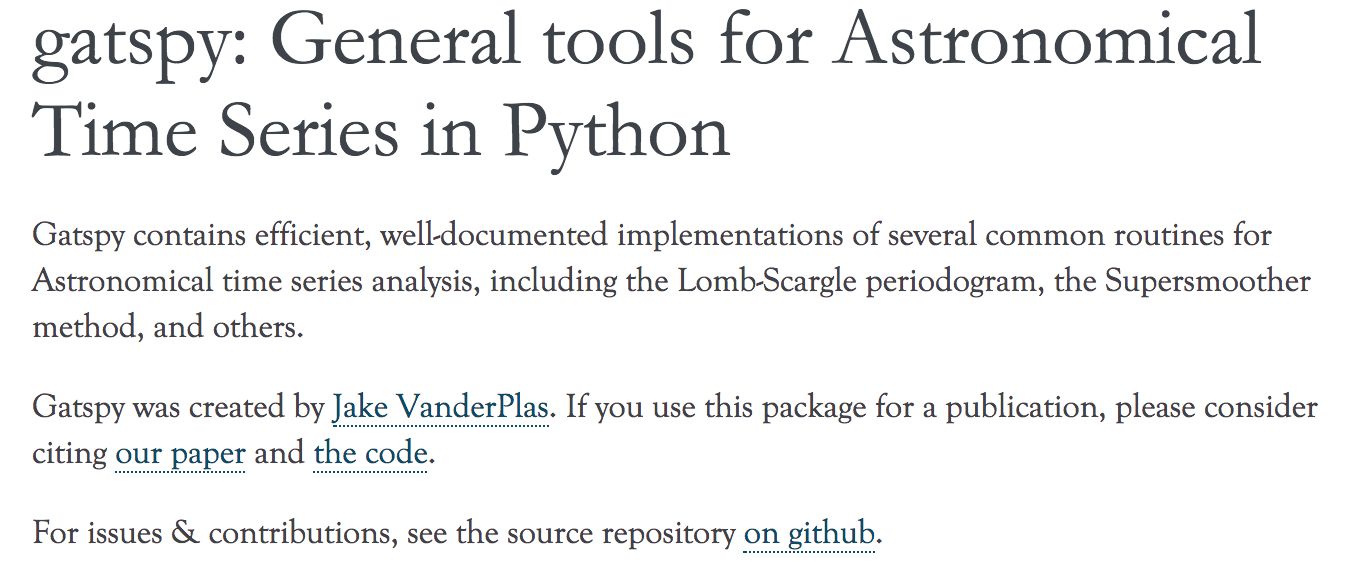 gatspy: General tools for Astronomical
Time Series in Python
Gatspy contains efficient, well-documented implementations of several common routines for
Astronomical time series analysis, including the Lomb-Scargle periodogram, the Supersmoother
method, and others.
Gatspy was created by Jake VanderPlas. If you use this package for a publication, please consider
citing our paper and the code.
For issues & contributions, see the source repository on github.